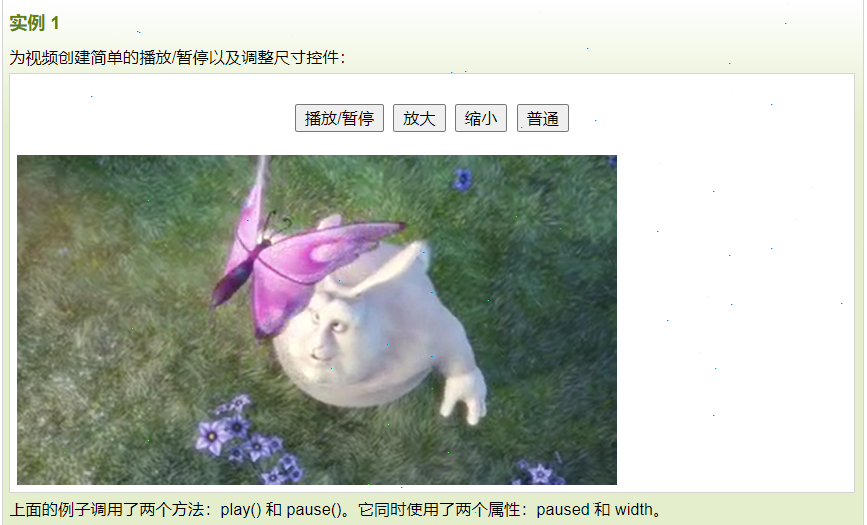 实例 1
为视频创建简单的播放/暂停以及调整尺寸控件：
播放/暂停 放大 缩小 普通
上面的例子调用了两个方法：play() 和 pause()。它同时使用了两个属性：paused 和 width。